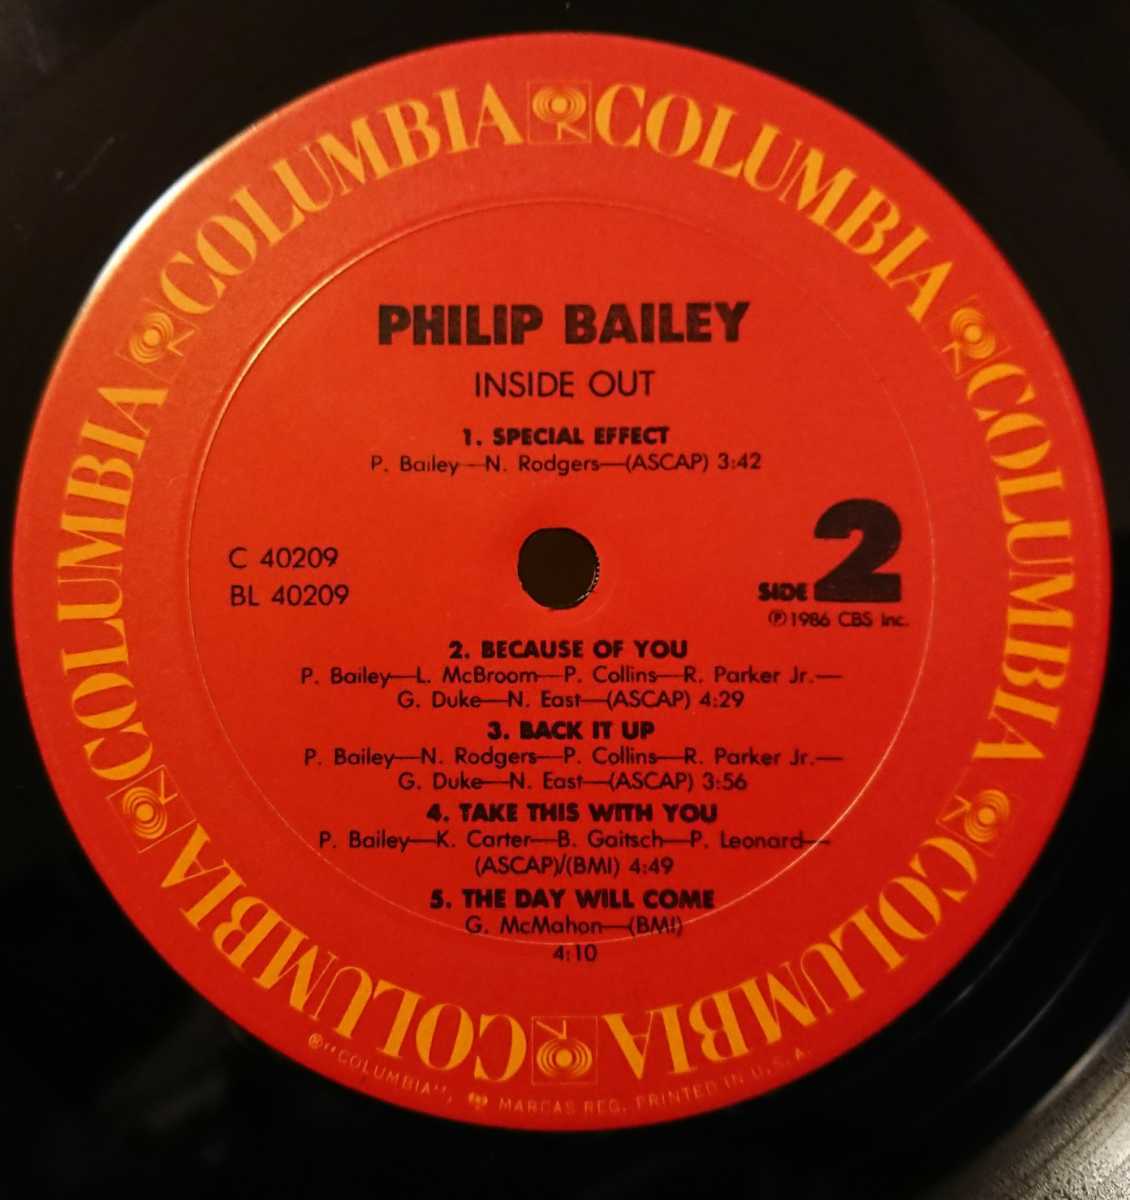 COLUMBIA COLUMBIA COLUMBIA COLUMBIA COLUMBIA COLUMBIA
PHILIP BAILEY
INSIDE OUT
1. SPECIAL EFFECT
P. Bailey—N. Rodgers—(ASCAP) 3:42
C 40209
BL 40209
SIDE 2
℗1986 CBS Inc.
2. BECAUSE OF YOU
P. Bailey—L. McBroom—P. Collins—R. Parker Jr.—
G. Duke—N. East—(ASCAP) 4:29
3. BACK IT UP
P. Bailey—N. Rodgers—P. Collins—R. Parker Jr.—
G. Duke—N. East—(ASCAP) 3:56
4. TAKE THIS WITH YOU
P. Bailey—K. Carter—B. Gaitsch—P. Leonard—
(ASCAP)/(BMI) 4:49
5. THE DAY WILL COME
G. McMahon—(BMI)
4:10
®"COLUMBIA", MARCAS REG. PRINTED IN U.S.A.